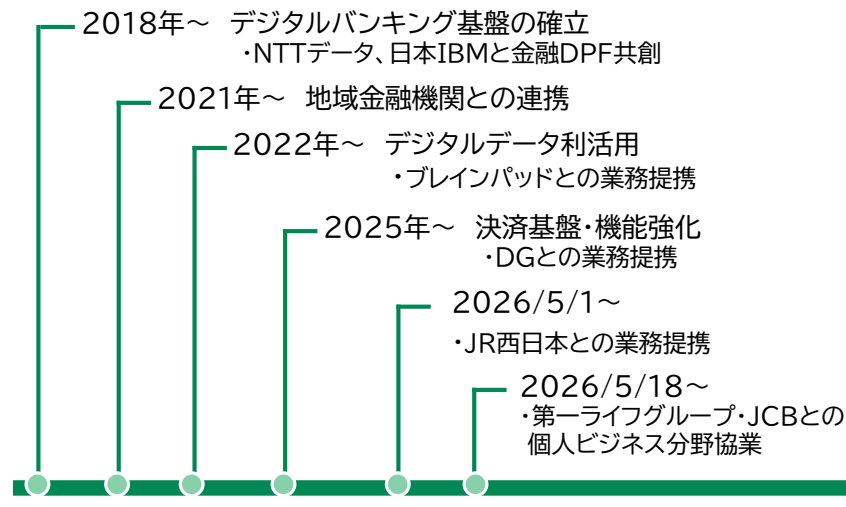 2018年～ デジタルバンキング基盤の確立
・NTTデータ、日本IBMと金融DPF共創
2021年～ 地域金融機関との連携
2022年～ デジタルデータ利活用
・ブレインパッドとの業務提携
2025年～ 決済基盤・機能強化
・DGとの業務提携
2026/5/1～
・JR西日本との業務提携
2026/5/18～
・第一ライフグループ・JCBとの
個人ビジネス分野協業